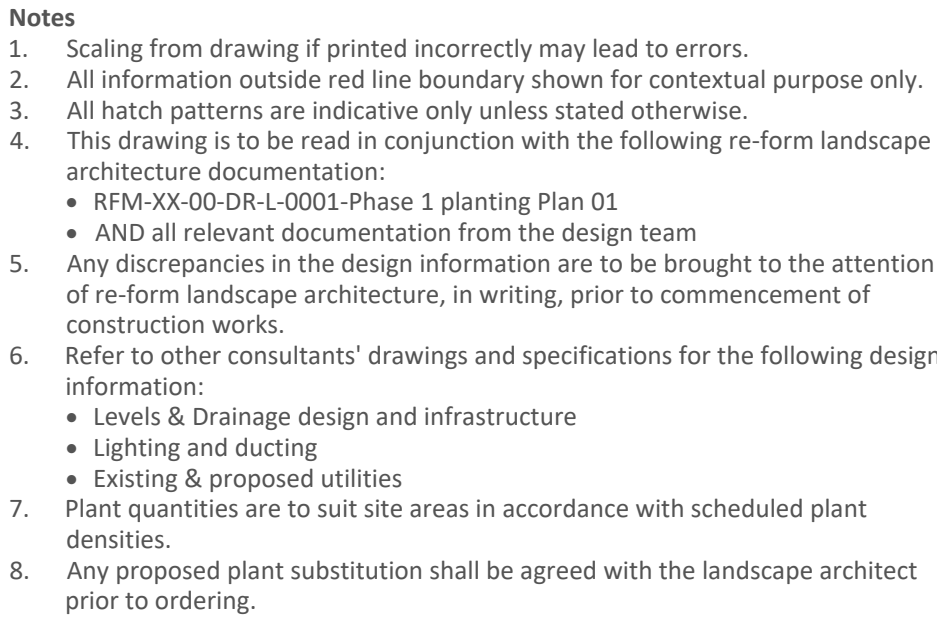 Notes
1. Scaling from drawing if printed incorrectly may lead to errors.
2. All information outside red line boundary shown for contextual purpose only.
3. All hatch patterns are indicative only unless stated otherwise.
4. This drawing is to be read in conjunction with the following re-form landscape
architecture documentation:
• RFM-XX-00-DR-L-0001-Phase 1 planting Plan 01
• AND all relevant documentation from the design team
5. Any discrepancies in the design information are to be brought to the attention
of re-form landscape architecture, in writing, prior to commencement of
construction works.
6. Refer to other consultants' drawings and specifications for the following design
information:
• Levels & Drainage design and infrastructure
• Lighting and ducting
• Existing & proposed utilities
7. Plant quantities are to suit site areas in accordance with scheduled plant
densities.
8. Any proposed plant substitution shall be agreed with the landscape architect
prior to ordering.